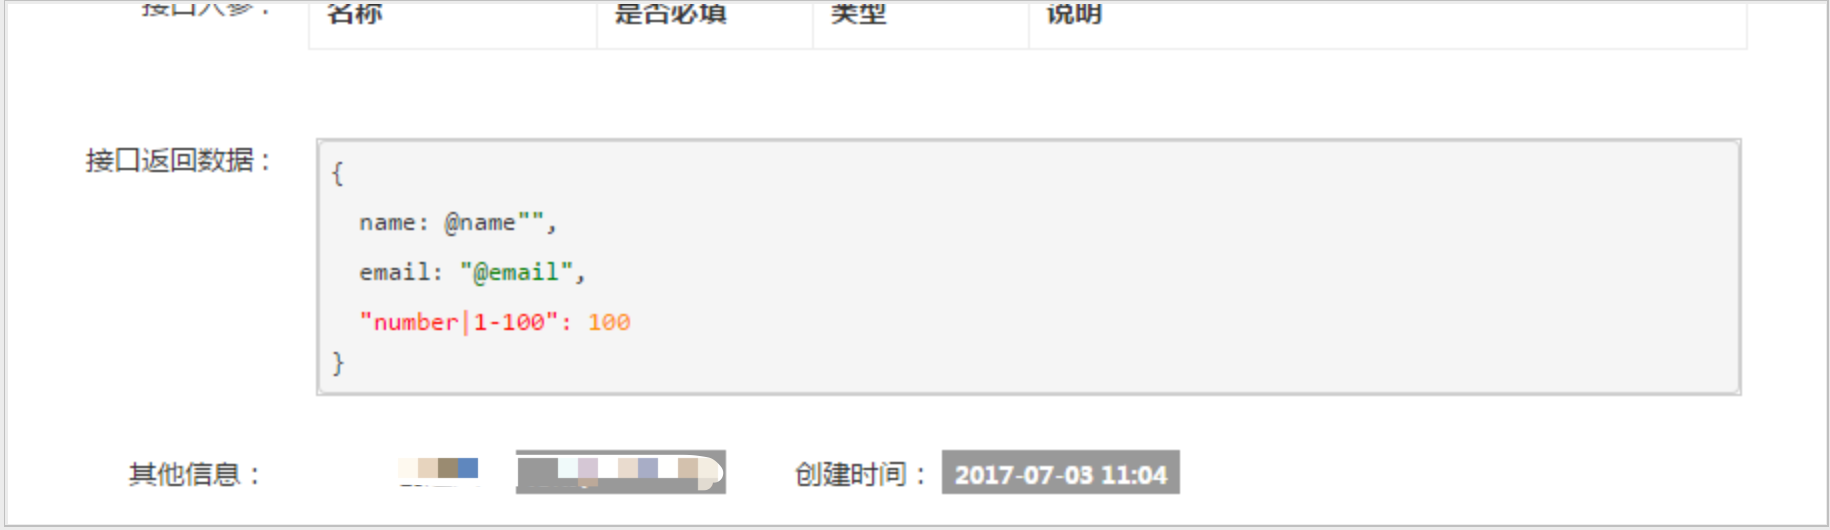 接口入参： 名称 是否必填 类型 说明
接口返回数据：
{
name: @name"",
email: "@email",
"number|1-100": 100
}
其他信息： 创建时间： 2017-07-03 11:04